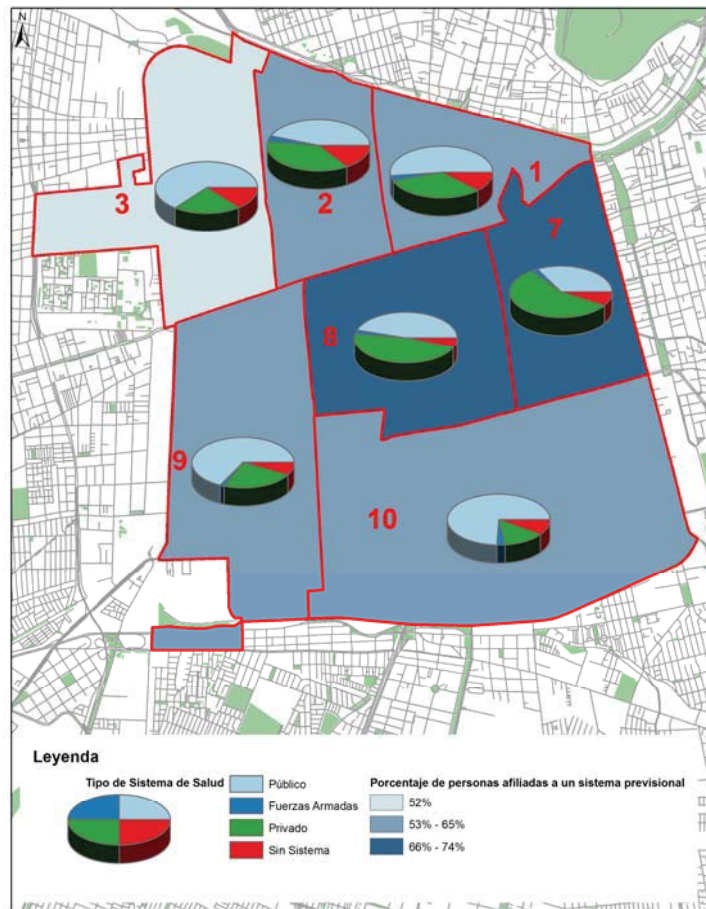 N
1
2
3
7
8
9
10
Leyenda
Tipo de Sistema de Salud
Público
Fuerzas Armadas
Privado
Sin Sistema
Porcentaje de personas afiliadas a un sistema previsional
52%
53% - 65%
66% - 74%